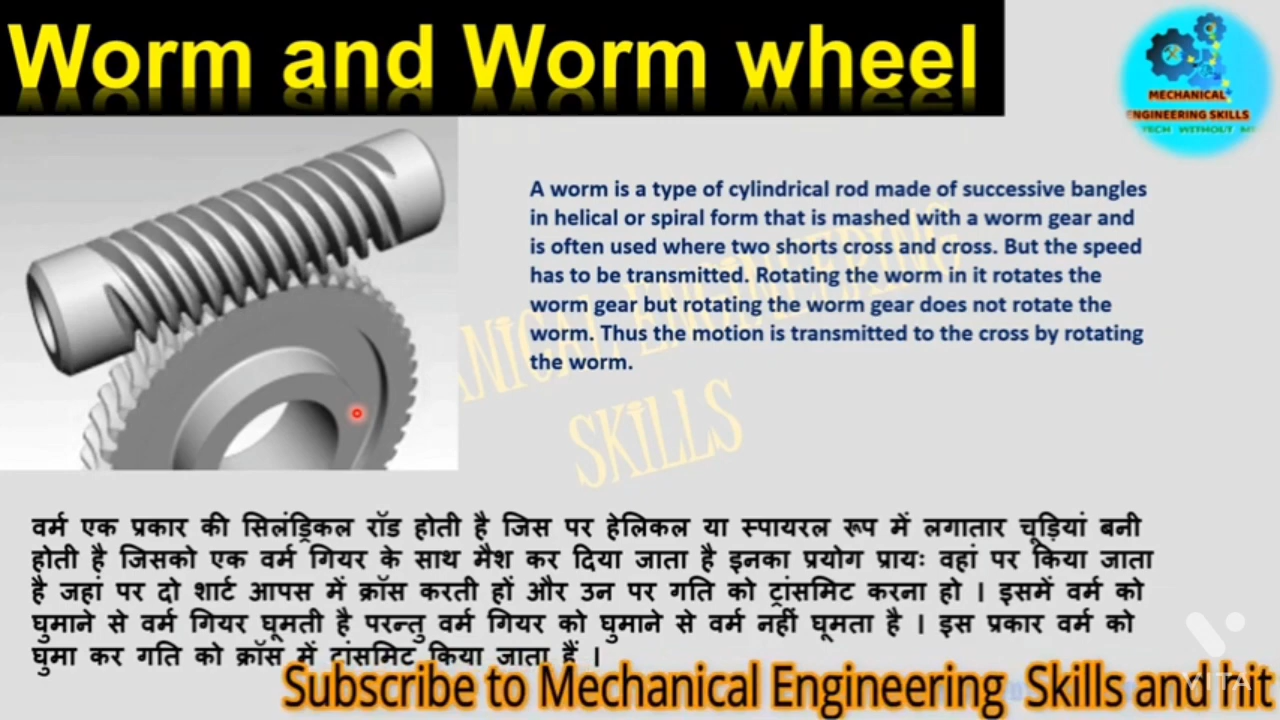 Worm and Worm wheel
MECHANICAL
ENGINEERING SKILLS
TECH WITHOUT
A worm is a type of cylindrical rod made of successive bangles
in helical or spiral form that is mashed with a worm gear and
is often used where two shorts cross and cross. But the speed
has to be transmitted. Rotating the worm in it rotates the
worm gear but rotating the worm gear does not rotate the
worm. Thus the motion is transmitted to the cross by rotating
the worm.
ENGINEERING
SKILLS
वर्म एक प्रकार की सिलंड्रिकल रॉड होती है जिस पर हेलिकल या स्पायरल रूप में लगातार चूड़ियां बनी
होती है जिसको एक वर्म गियर के साथ मैश कर दिया जाता है इनका प्रयोग प्रायः वहां पर किया जाता
है जहां पर दो शार्ट आपस में क्रॉस करती हों और उन पर गति को ट्रांसमिट करना हो | इसमें वर्म को
घुमाने से वर्म गियर घूमती है परन्तु वर्म गियर को घुमाने से वर्म नहीं घूमता है | इस प्रकार वर्म को
घुमा कर गति को क्रॉस में ट्रांसमिट किया जाता हैं |
Subscribe to Mechanical Engineering Skills and hit
VITA